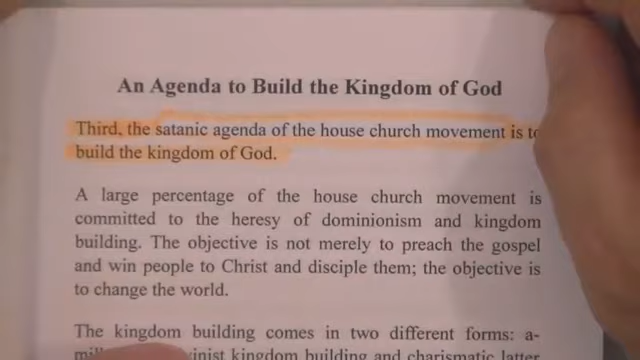 An Agenda to Build the Kingdom of God
Third, the satanic agenda of the house church movement is to
build the kingdom of God.
A large percentage of the house church movement is
committed to the heresy of dominionism and kingdom
building. The objective is not merely to preach the gospel
and win people to Christ and disciple them; the objective is
to change the world.
The kingdom building comes in two different forms: a-
kingdom building and charismatic latter